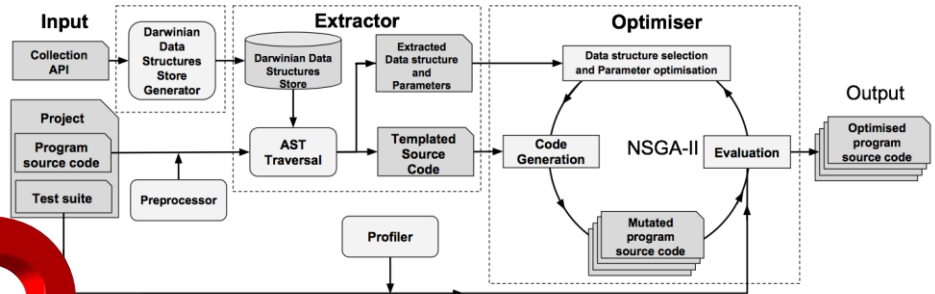 Input
Extractor
Optimiser
Collection
API
Darwinian
Data
Structures
Store
Generator
Darwinian Data
Structures
Store
Extracted
Data structure
and
Parameters
Data structure selection
and Parameter optimisation
Project
Program
source code
Test suite
Preprocessor
AST
Traversal
Templated
Source
Code
Code
Generation
NSGA-II
Evaluation
Output
Optimised
program
source code
Profiler
Mutated
program
source code